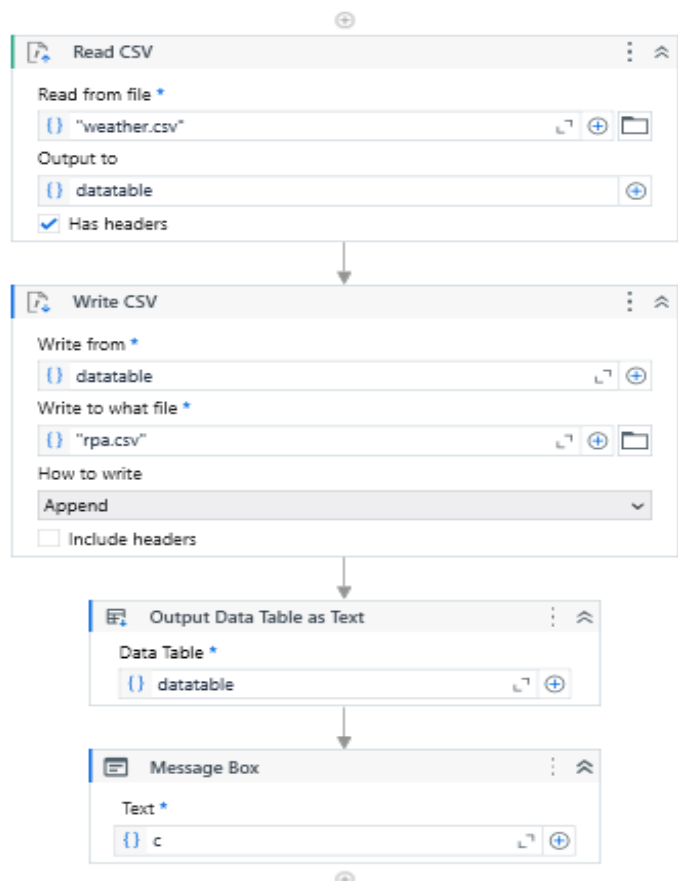 Read CSV
Read from file *
{} "weather.csv"
Output to
{} datatable
Has headers
Write CSV
Write from *
{} datatable
Write to what file *
{} "rpa.csv"
How to write
Append
Include headers
Output Data Table as Text
Data Table *
{} datatable
Message Box
Text *
{} c